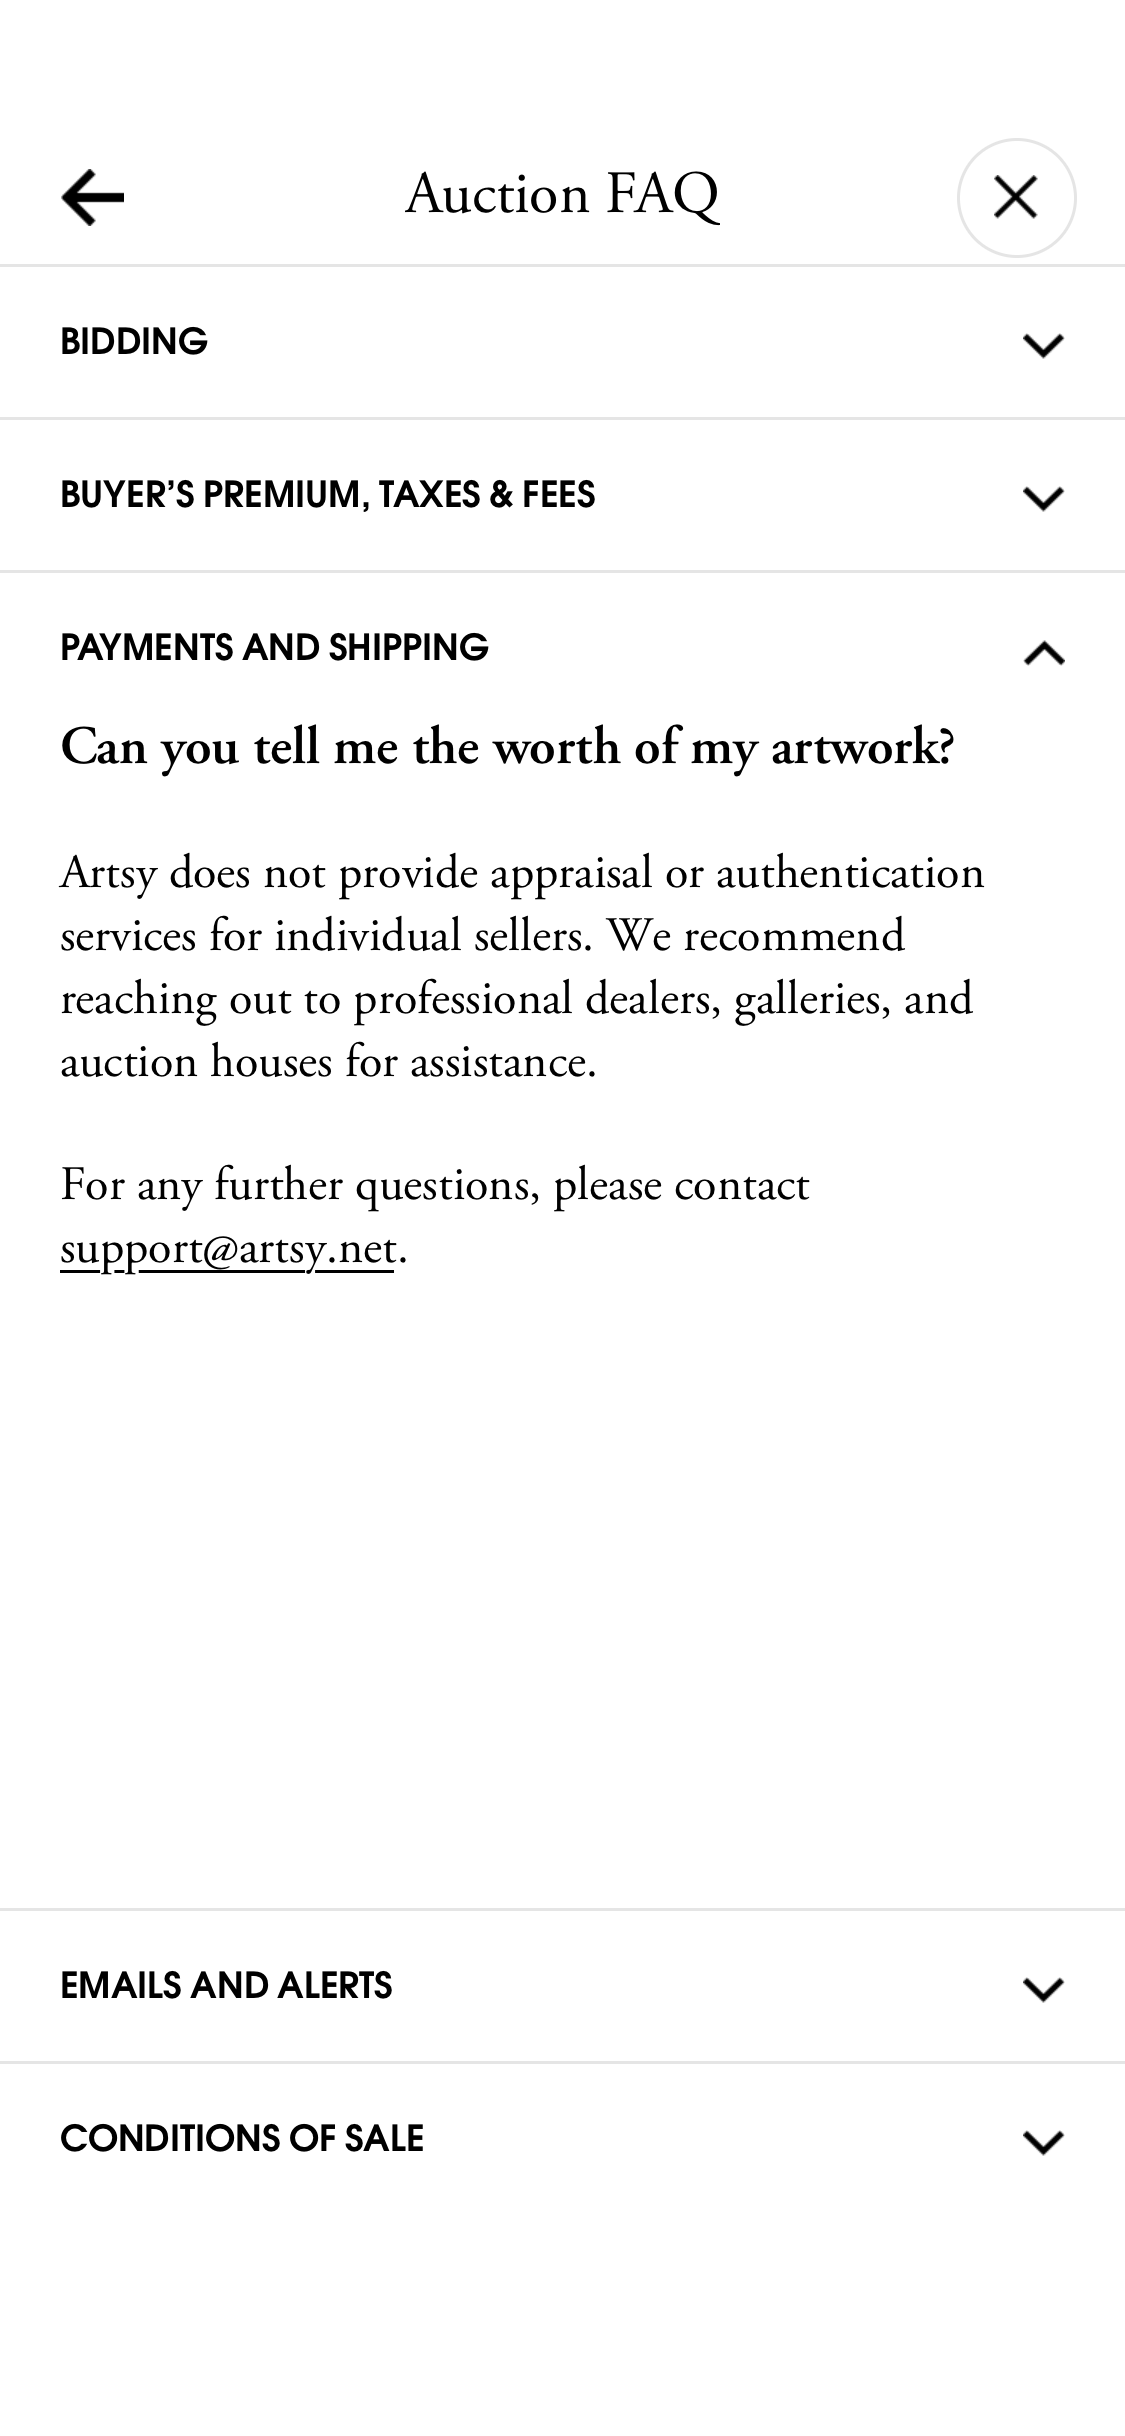 Auction FAQ
BIDDING
BUYER’S PREMIUM, TAXES & FEES
PAYMENTS AND SHIPPING
Can you tell me the worth of my artwork?
Artsy does not provide appraisal or authentication
services for individual sellers. We recommend
reaching out to professional dealers, galleries, and
auction houses for assistance.
For any further questions, please contact
support@artsy.net.
EMAILS AND ALERTS
CONDITIONS OF SALE